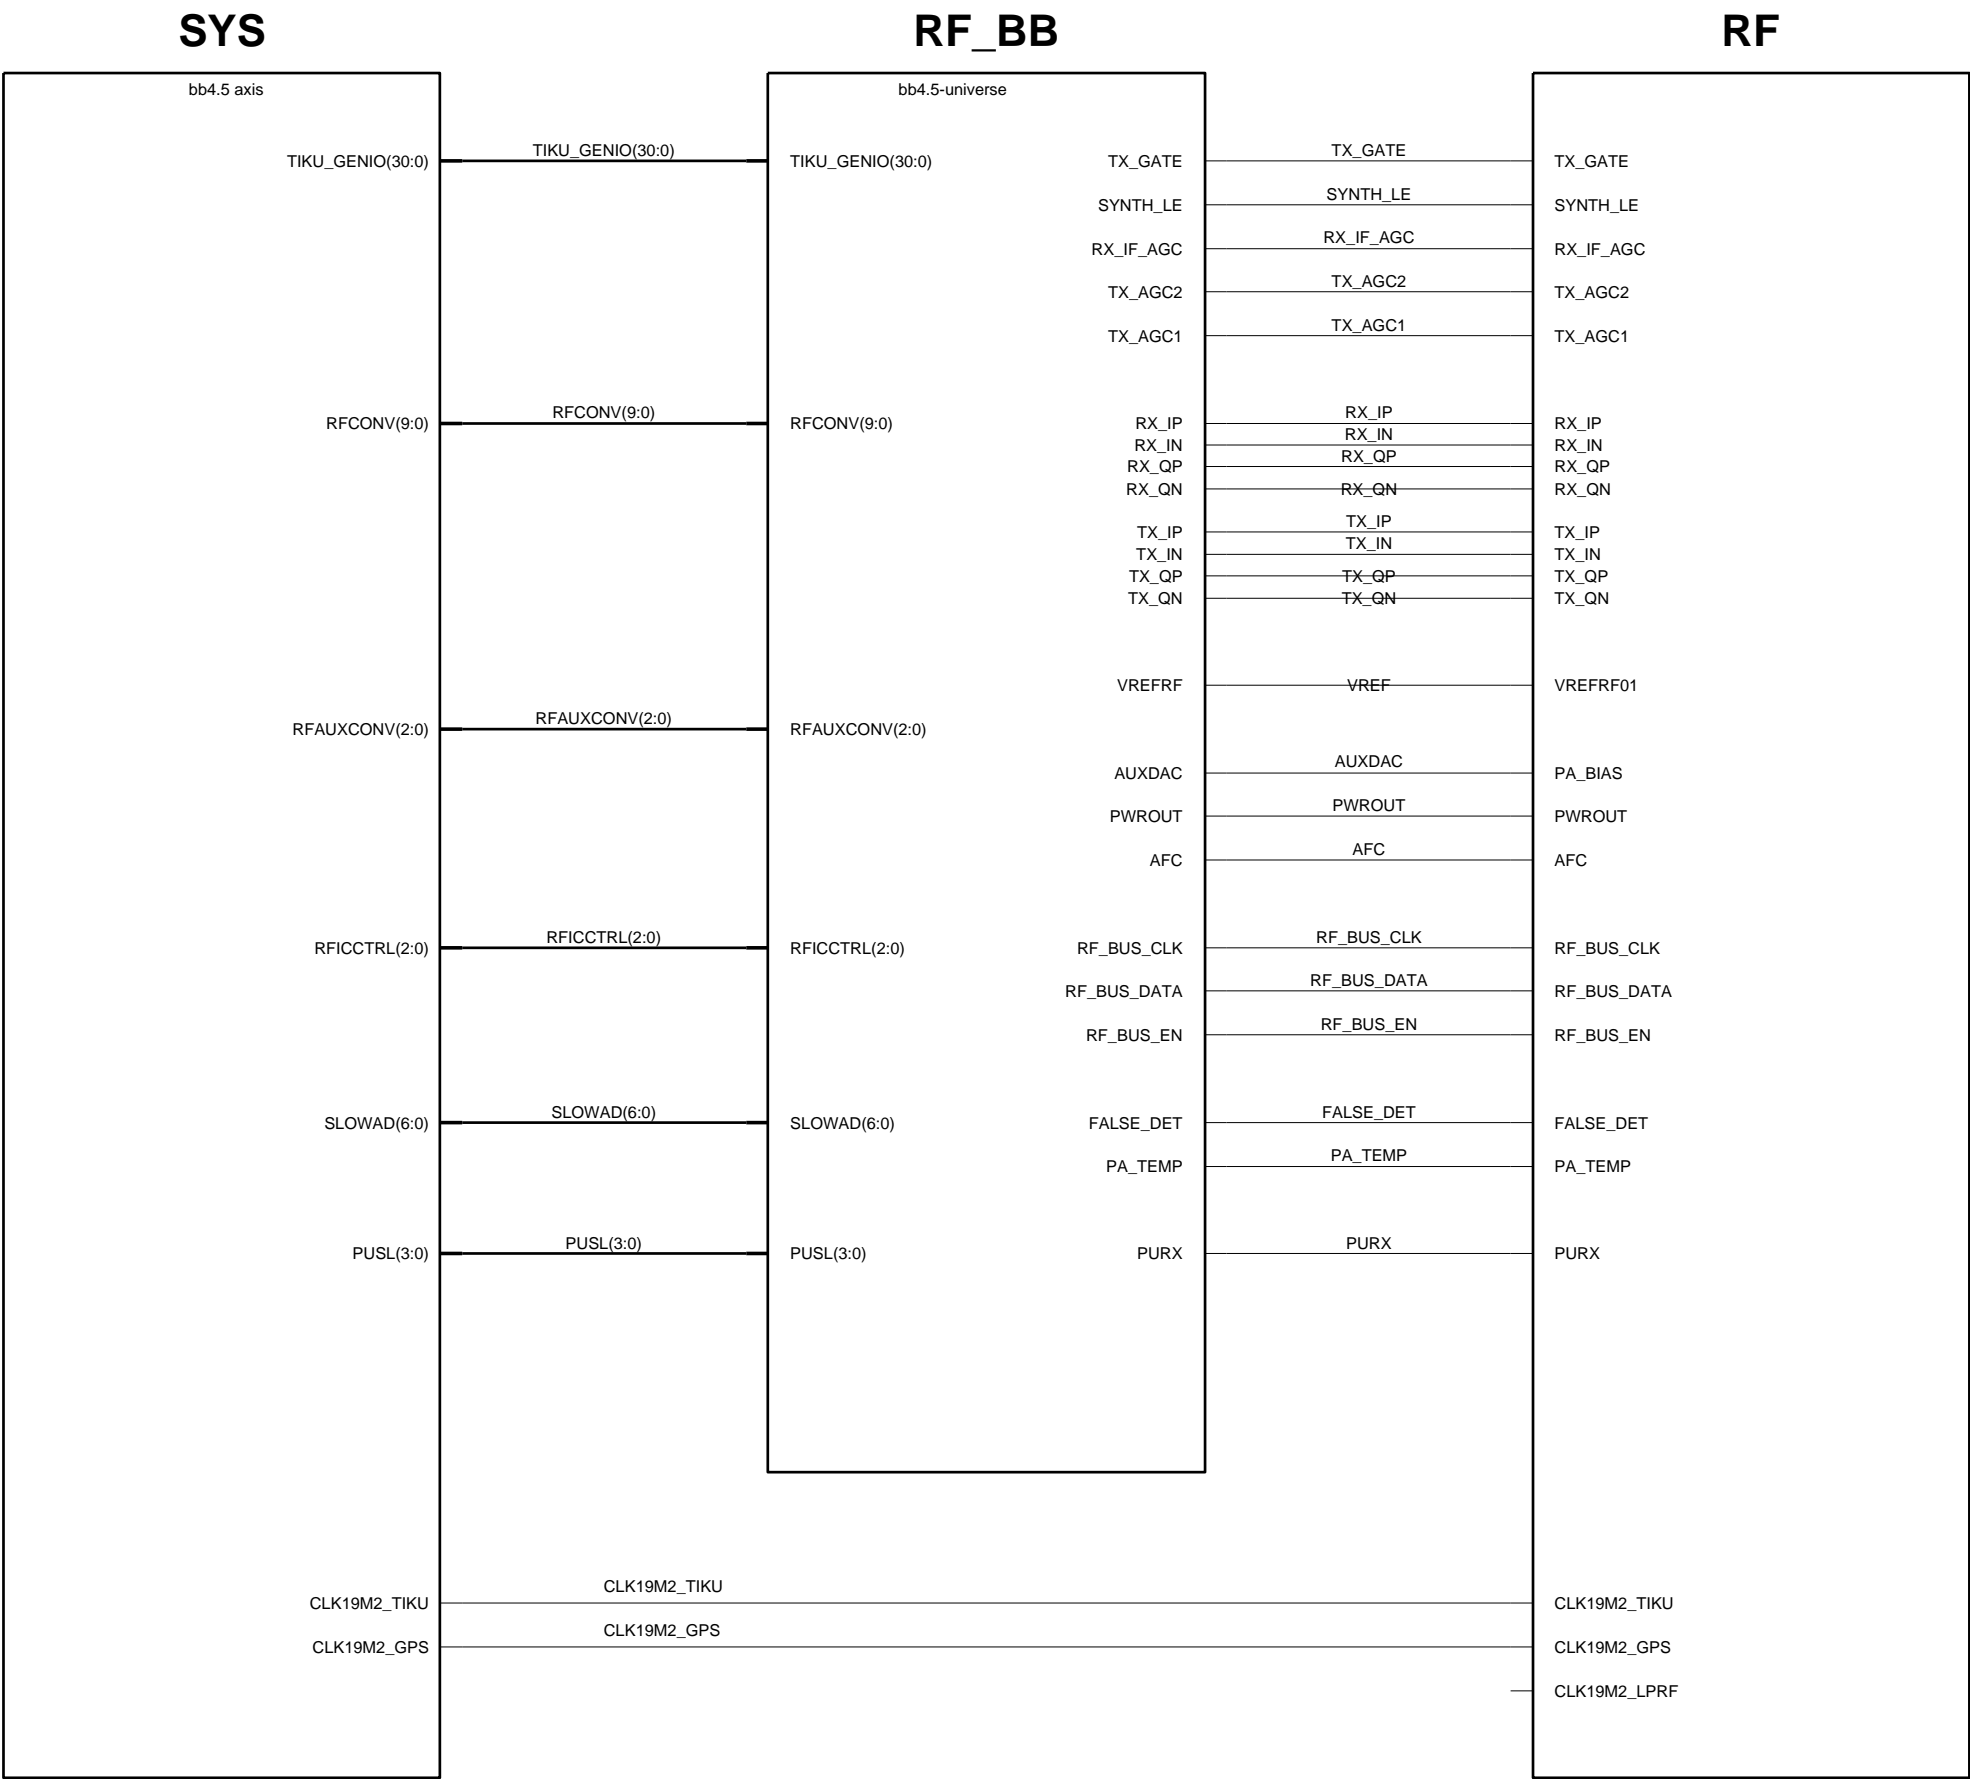 SYS RF_BB RF
bb4.5 axis bb4.5-universe
TIKU_GENIO(30:0) TIKU_GENIO(30:0) TIKU_GENIO(30:0) TX_GATE TX_GATE TX_GATE
SYNTH_LE SYNTH_LE SYNTH_LE
RX_IF_AGC RX_IF_AGC RX_IF_AGC
TX_AGC2 TX_AGC2 TX_AGC2
TX_AGC1 TX_AGC1 TX_AGC1
RFCONV(9:0) RFCONV(9:0) RFCONV(9:0) RX_IP RX_IP RX_IP
RX_IN RX_IN RX_IN
RX_QP RX_QP RX_QP
RX_QN RX_QN RX_QN
TX_IP TX_IP TX_IP
TX_IN TX_IN TX_IN
TX_QP TX_QP TX_QP
TX_QN TX_QN TX_QN
VREFRF VREF VREFRF01
RFAUXCONV(2:0) RFAUXCONV(2:0) RFAUXCONV(2:0)
AUXDAC AUXDAC PA_BIAS
PWROUT PWROUT PWROUT
AFC AFC AFC
RFICCTRL(2:0) RFICCTRL(2:0) RFICCTRL(2:0) RF_BUS_CLK RF_BUS_CLK RF_BUS_CLK
RF_BUS_DATA RF_BUS_DATA RF_BUS_DATA
RF_BUS_EN RF_BUS_EN RF_BUS_EN
SLOWAD(6:0) SLOWAD(6:0) SLOWAD(6:0) FALSE_DET FALSE_DET FALSE_DET
PA_TEMP PA_TEMP PA_TEMP
PUSL(3:0) PUSL(3:0) PUSL(3:0) PURX PURX PURX
CLK19M2_TIKU CLK19M2_TIKU CLK19M2_TIKU
CLK19M2_GPS CLK19M2_GPS CLK19M2_GPS
CLK19M2_LPRF